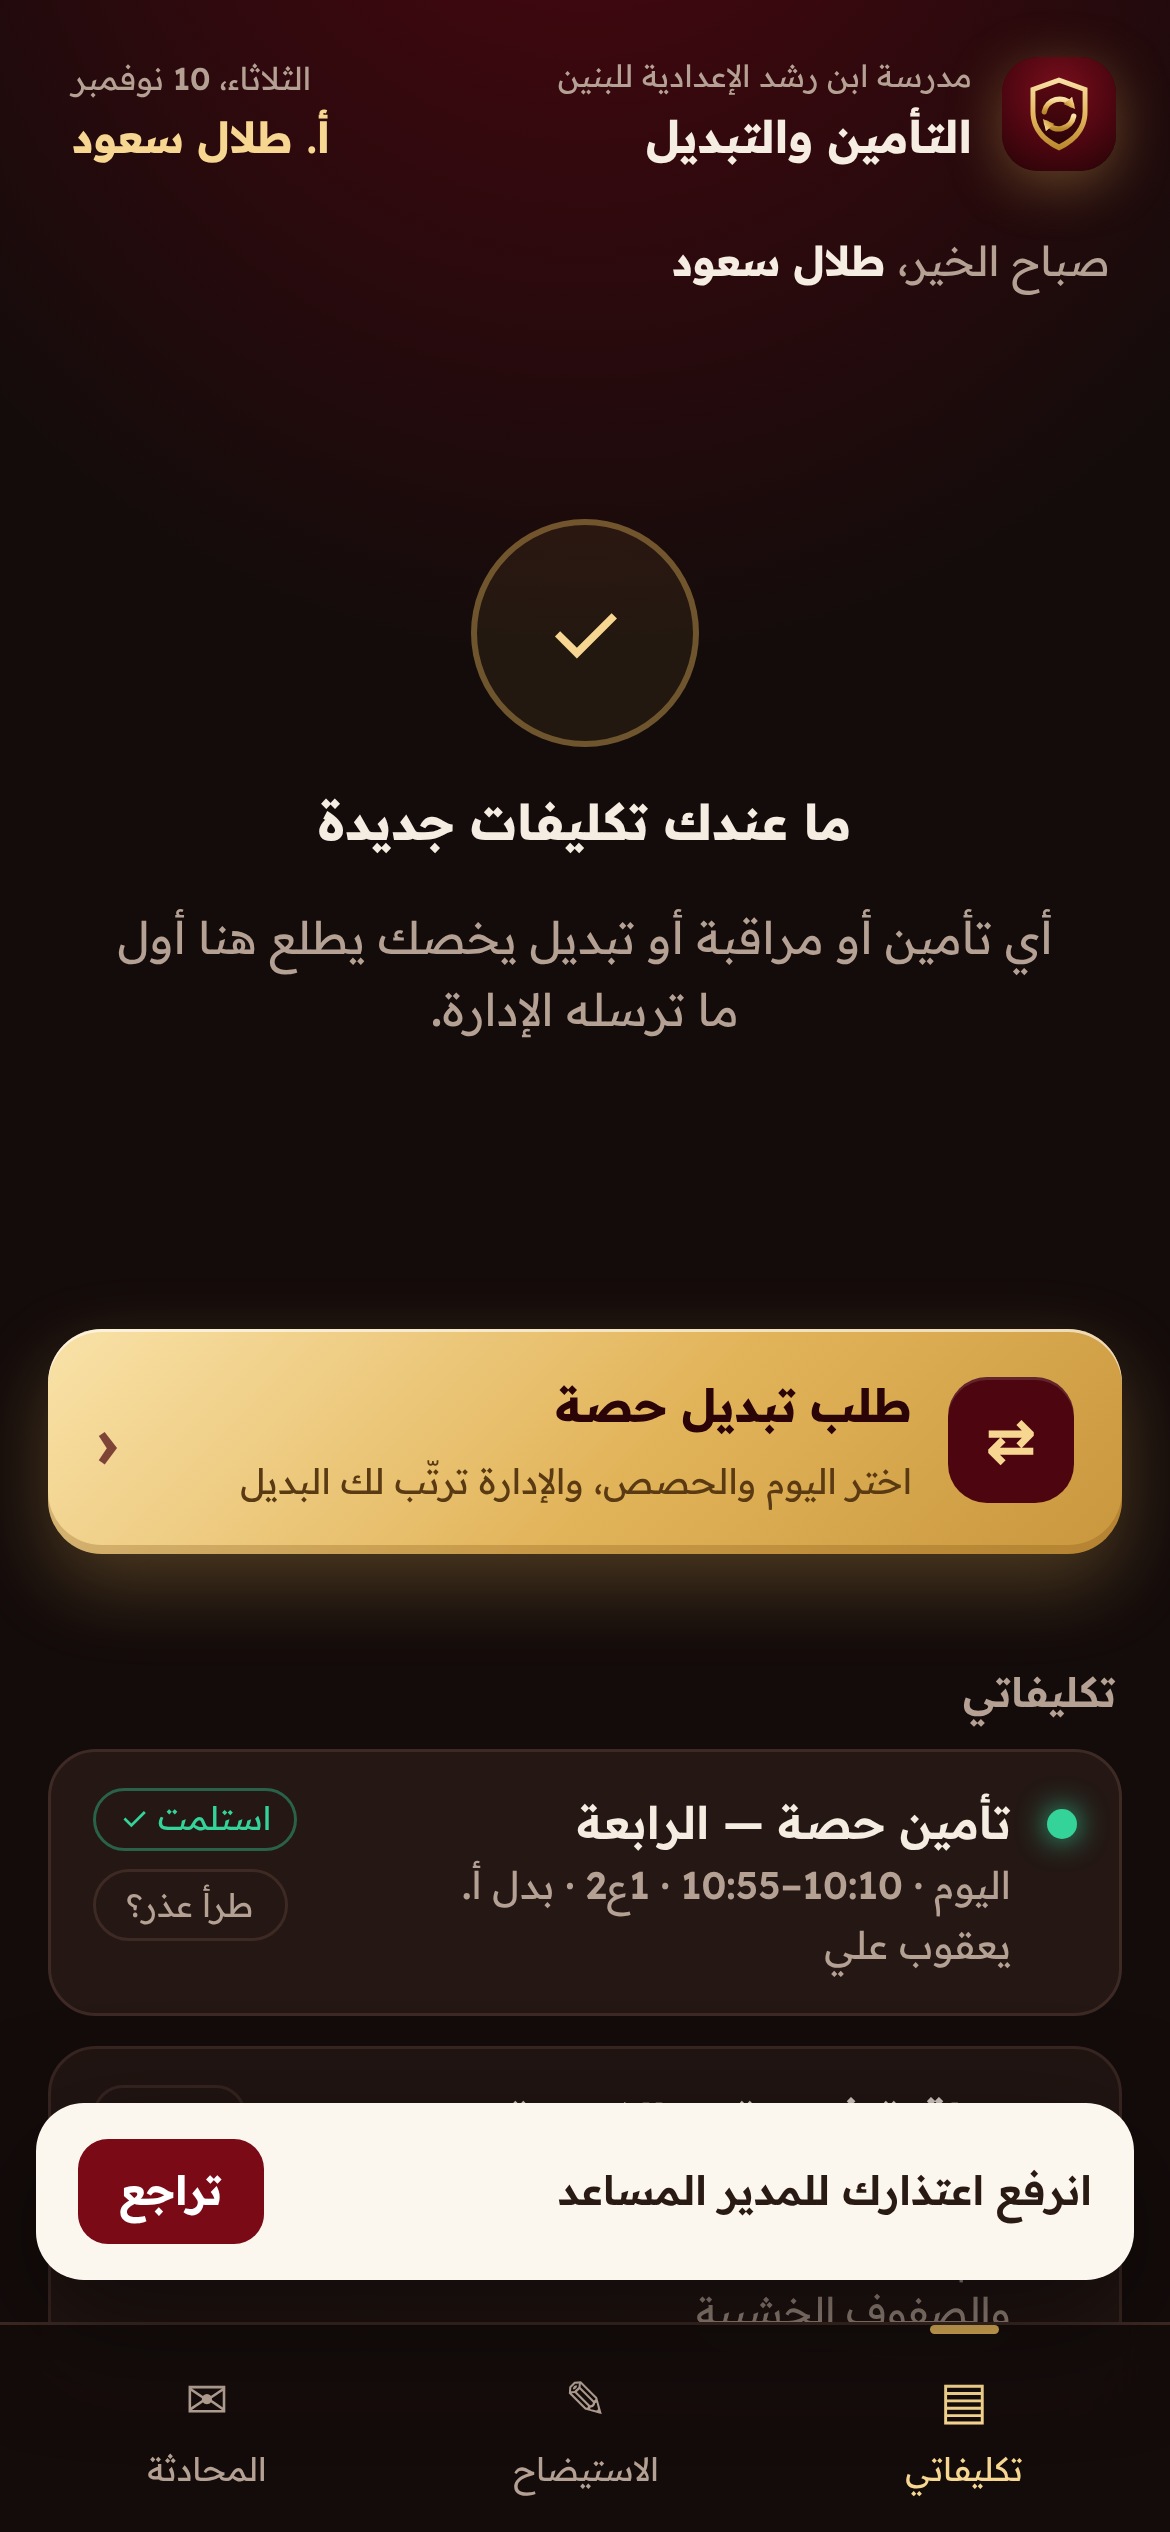 مدرسة ابن رشد الإعدادية للبنين
التأمين والتبديل
الثلاثاء، 10 نوفمبر
أ. طلال سعود
صباح الخير، طلال سعود
ما عندك تكليفات جديدة
أي تأمين أو مراقبة أو تبديل يخصك يطلع هنا أول
ما ترسله الإدارة.
طلب تبديل حصة
اختر اليوم والحصص، والإدارة ترتّب لك البديل
تكليفاتي
تأمين حصة — الرابعة
استلمت ✓
اليوم · 10:10–10:55 · 1ع2 · بدل أ.
يعقوب علي
طرأ عذر؟
انرفع اعتذارك للمدير المساعد
تراجع
والصفوف الخشبية
تكليفاتي
الاستيضاح
المحادثة